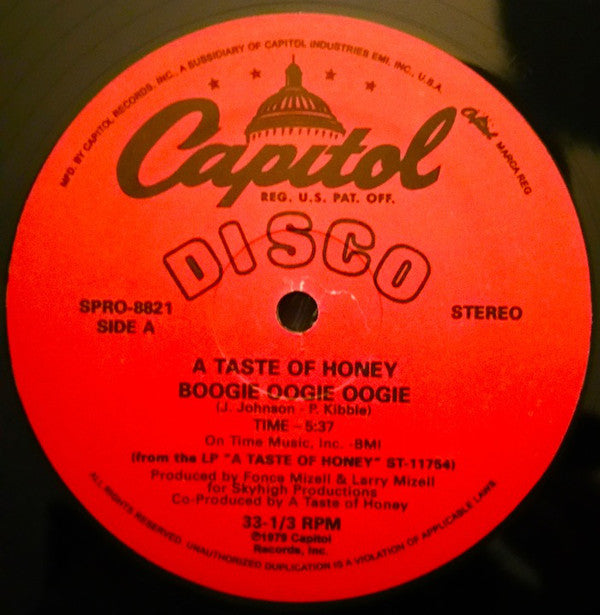 MFD. BY CAPITOL RECORDS, INC., A SUBSIDIARY OF CAPITOL INDUSTRIES EMI, INC., U.S.A.
Capitol
Capitol MARCA REG
REG. U.S. PAT. OFF.
DISCO
SPRO-8821
SIDE A
STEREO
A TASTE OF HONEY
BOOGIE OOGIE OOGIE
(J. Johnson - P. Kibble)
TIME - 5:37
On Time Music, Inc. -BMI
(from the LP "A TASTE OF HONEY" ST-11754)
Produced by Fonce Mizell & Larry Mizell
for Skyhigh Productions
Co-Produced by A Taste of Honey
33-1/3 RPM
℗1978 Capitol
Records, Inc.
ALL RIGHTS RESERVED. UNAUTHORIZED DUPLICATION IS A VIOLATION OF APPLICABLE LAWS